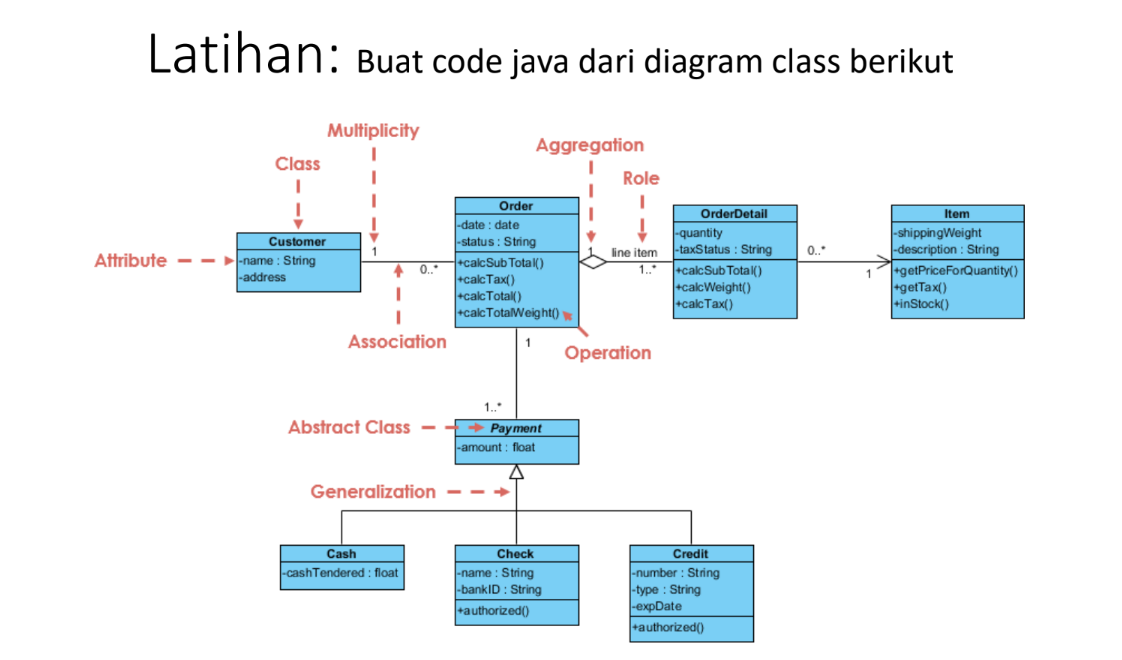 Latihan: Buat code java dari diagram class berikut
Multiplicity
Aggregation
Class
Role
Attribute
Customer
-name : String
-address
1
0..*
Association
Order
-date : date
-status : String
+calcSubTotal()
+calcTax()
+calcTotal()
+calcTotalWeight()
1
line item
1..*
Operation
OrderDetail
-quantity
-taxStatus : String
+calcSubTotal()
+calcWeight()
+calcTax()
0..*
1
Item
-shippingWeight
-description : String
+getPriceForQuantity()
+getTax()
+inStock()
1
1..*
Abstract Class
Payment
-amount : float
Generalization
Cash
-cashTendered : float
Check
-name : String
-bankID : String
+authorized()
Credit
-number : String
-type : String
-expDate
+authorized()